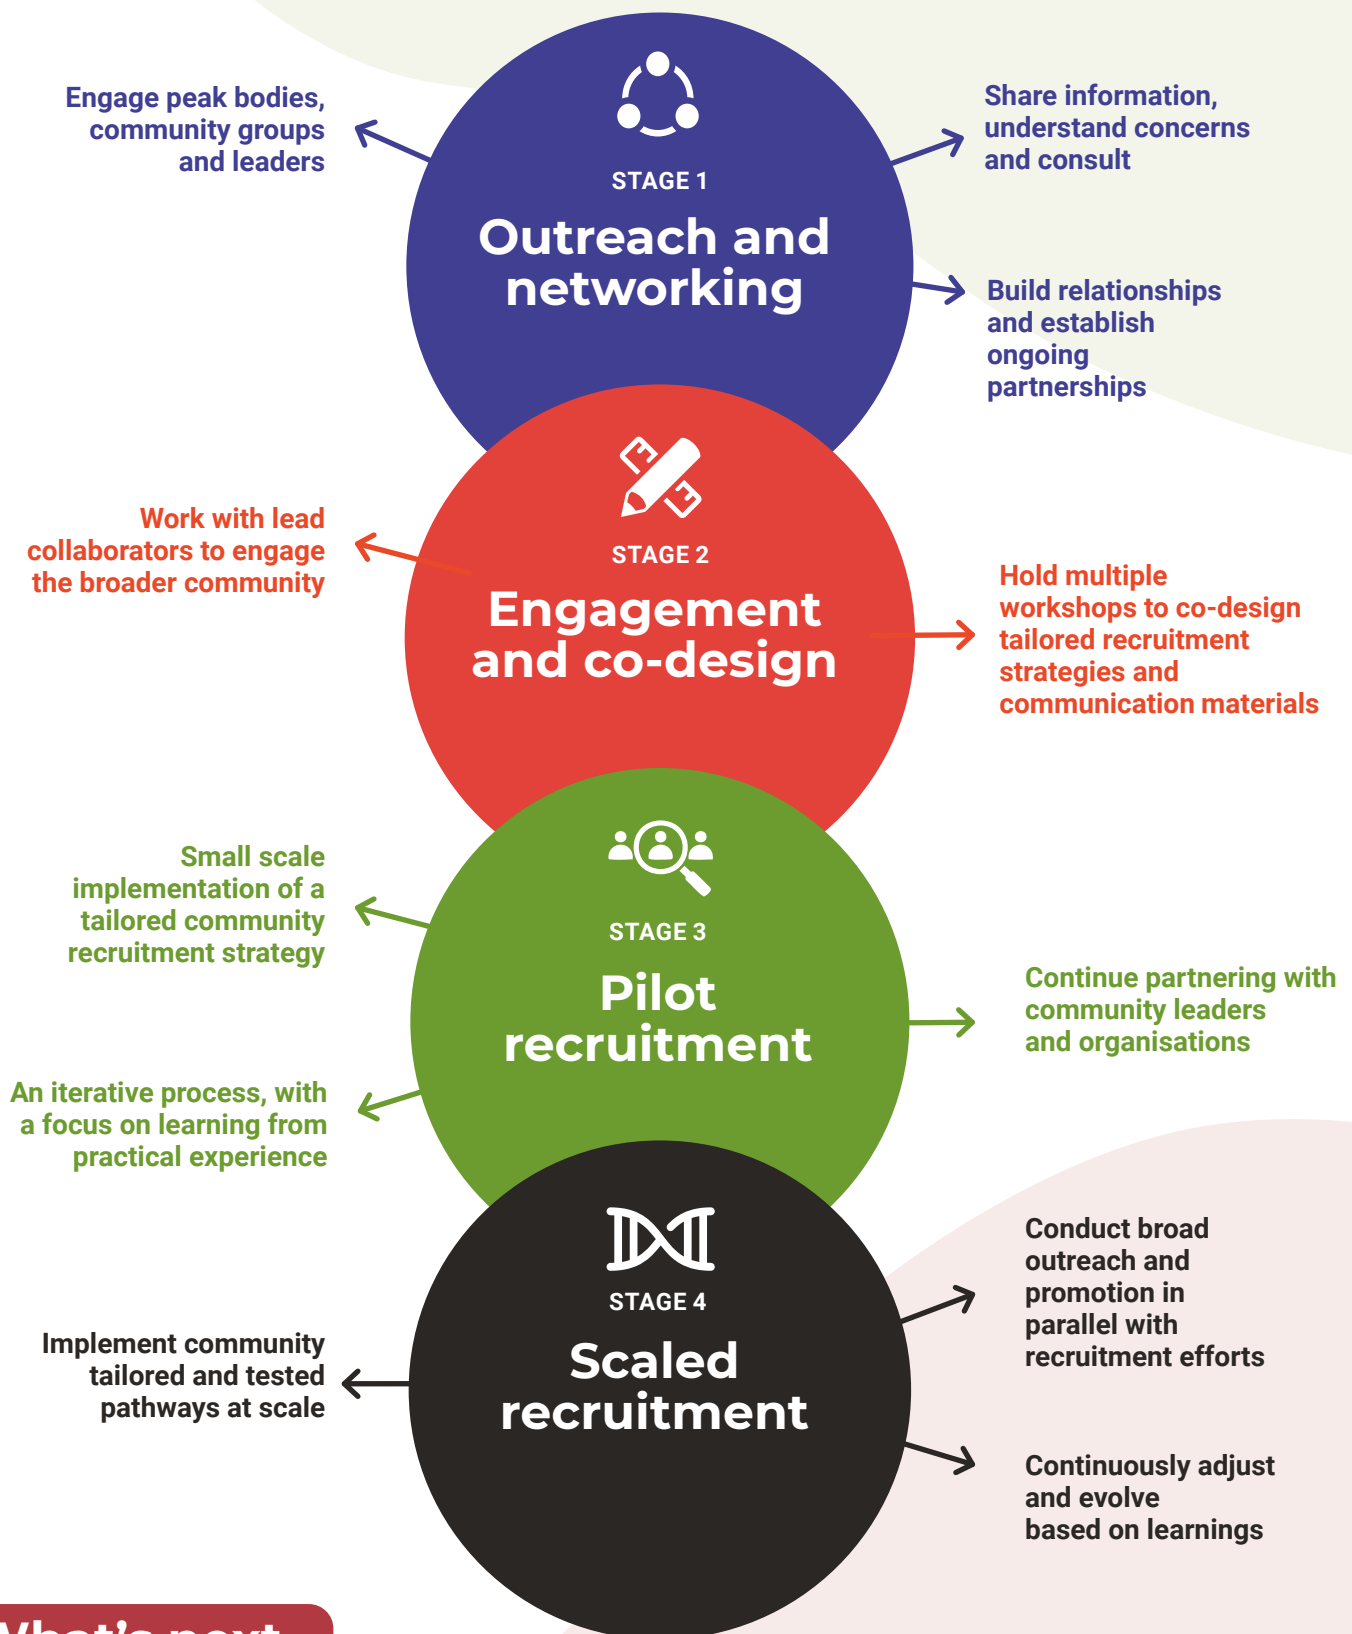 Engage peak bodies,
community groups
and leaders
Share information,
understand concerns
and consult
STAGE 1
Outreach and
networking
Build relationships
and establish
ongoing
partnerships
Work with lead
collaborators to engage
the broader community
STAGE 2
Engagement
and co-design
Hold multiple
workshops to co-design
tailored recruitment
strategies and
communication materials
Small scale
implementation of a
tailored community
recruitment strategy
STAGE 3
Pilot
recruitment
Continue partnering with
community leaders
and organisations
An iterative process, with
a focus on learning from
practical experience
STAGE 4
Scaled
recruitment
Conduct broad
outreach and
promotion in
parallel with
recruitment efforts
Implement community
tailored and tested
pathways at scale
Continuously adjust
and evolve
based on learnings
What's next